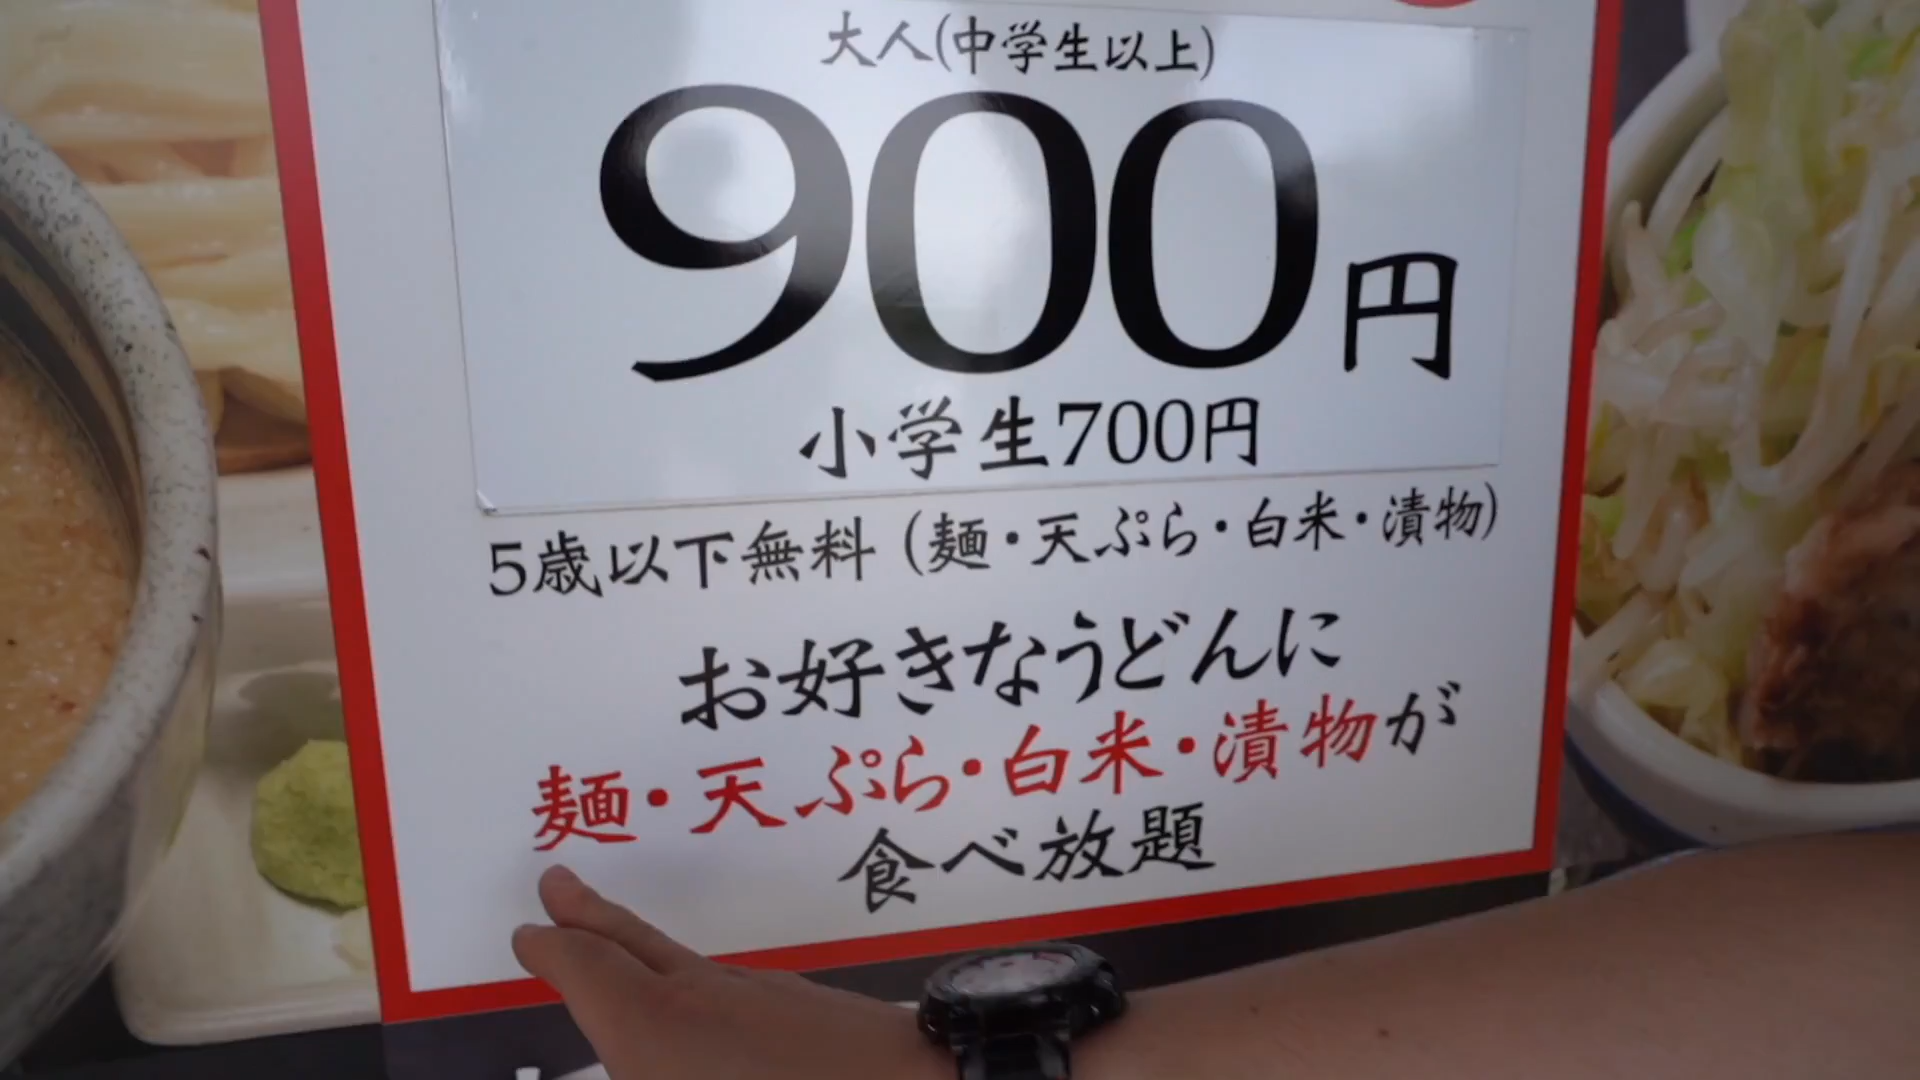 大人(中学生以上)
900円
小学生700円
5歳以下無料(麺・天ぷら・白米・漬物)
お好きなうどんに
麺・天ぷら・白米・漬物が
食べ放題